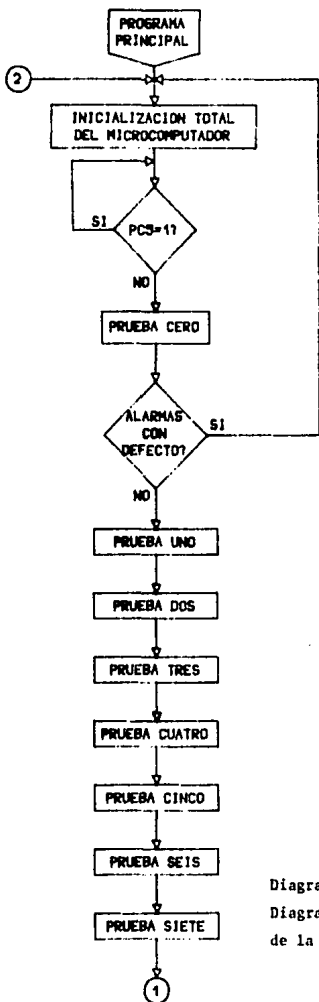 PROGRAMA
PRINCIPAL
2
INICIALIZACION TOTAL
DEL MICROCOMPUTADOR
SI
PC5=1?
NO
PRUEBA CERO
ALARMAS
CON
DEFECTO?
SI
NO
PRUEBA UNO
PRUEBA DOS
PRUEBA TRES
PRUEBA CUATRO
PRUEBA CINCO
PRUEBA SEIS
PRUEBA SIETE
Diagra
Diagra
de la
1